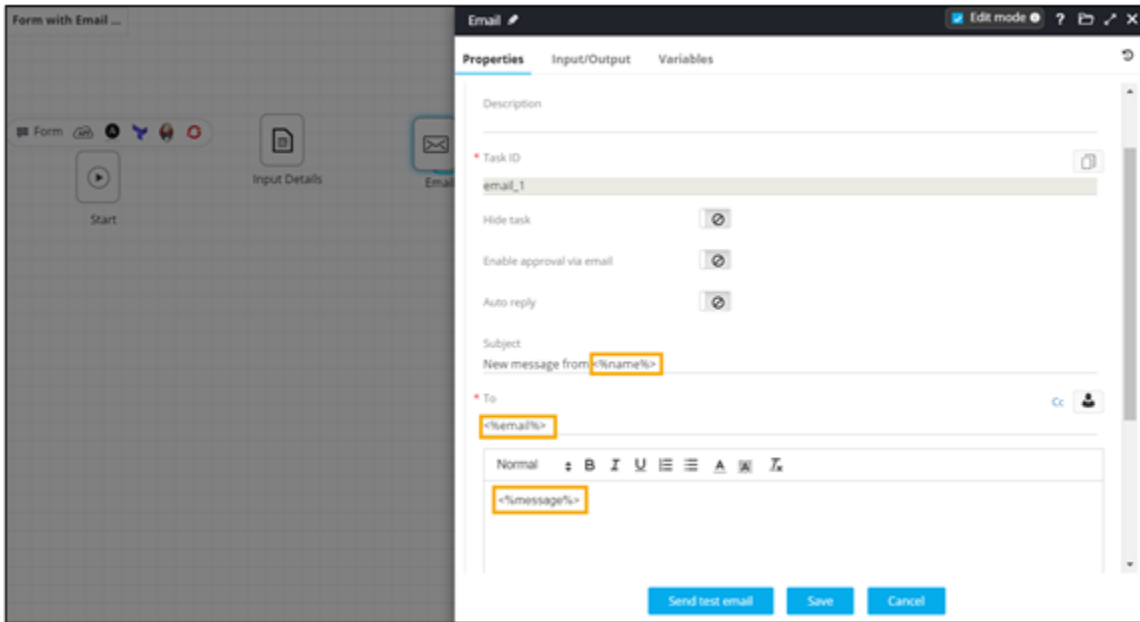 Form with Email ...
Email
Edit mode
?
Properties Input/Output Variables
Description
* Task ID
email_1
Form
API
Input Details
Email
Start
Hide task
Enable approval via email
Auto reply
Subject
New message from <%name%>
* To
Cc
<%email%>
Normal B I U A A Tx
<%message%>
Send test email Save Cancel